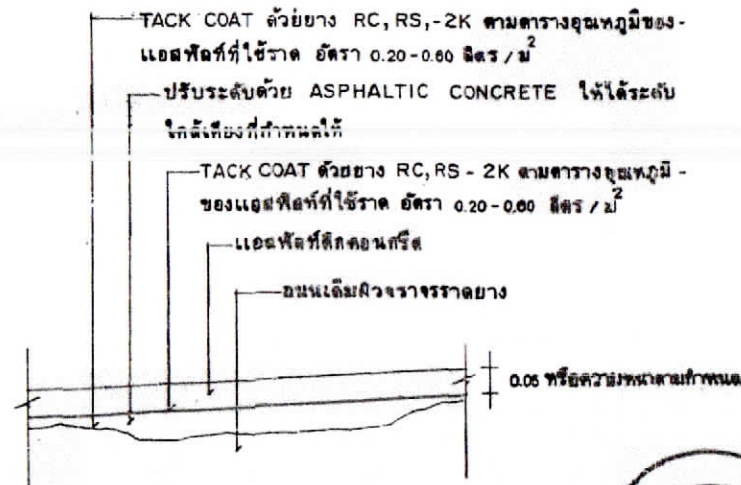 TACK COAT ด้วยยาง RC, RS,-2K ตามตารางอุณหภูมิของ-
แอสฟัลท์ที่ใช้ราด อัตรา 0.20-0.60 ลิตร / ม²
ปรับระดับด้วย ASPHALTIC CONCRETE ให้ได้ระดับ
ใกล้เคียงที่กำหนดให้
TACK COAT ด้วยยาง RC, RS - 2K ตามตารางอุณหภูมิ -
ของแอสฟัลท์ที่ใช้ราด อัตรา 0.20-0.60 ลิตร / ม²
แอสฟัลท์ติกคอนกรีต
ถนนเดิมผิวจราจรราดยาง
0.05 หรือความหนาตามกำหนด